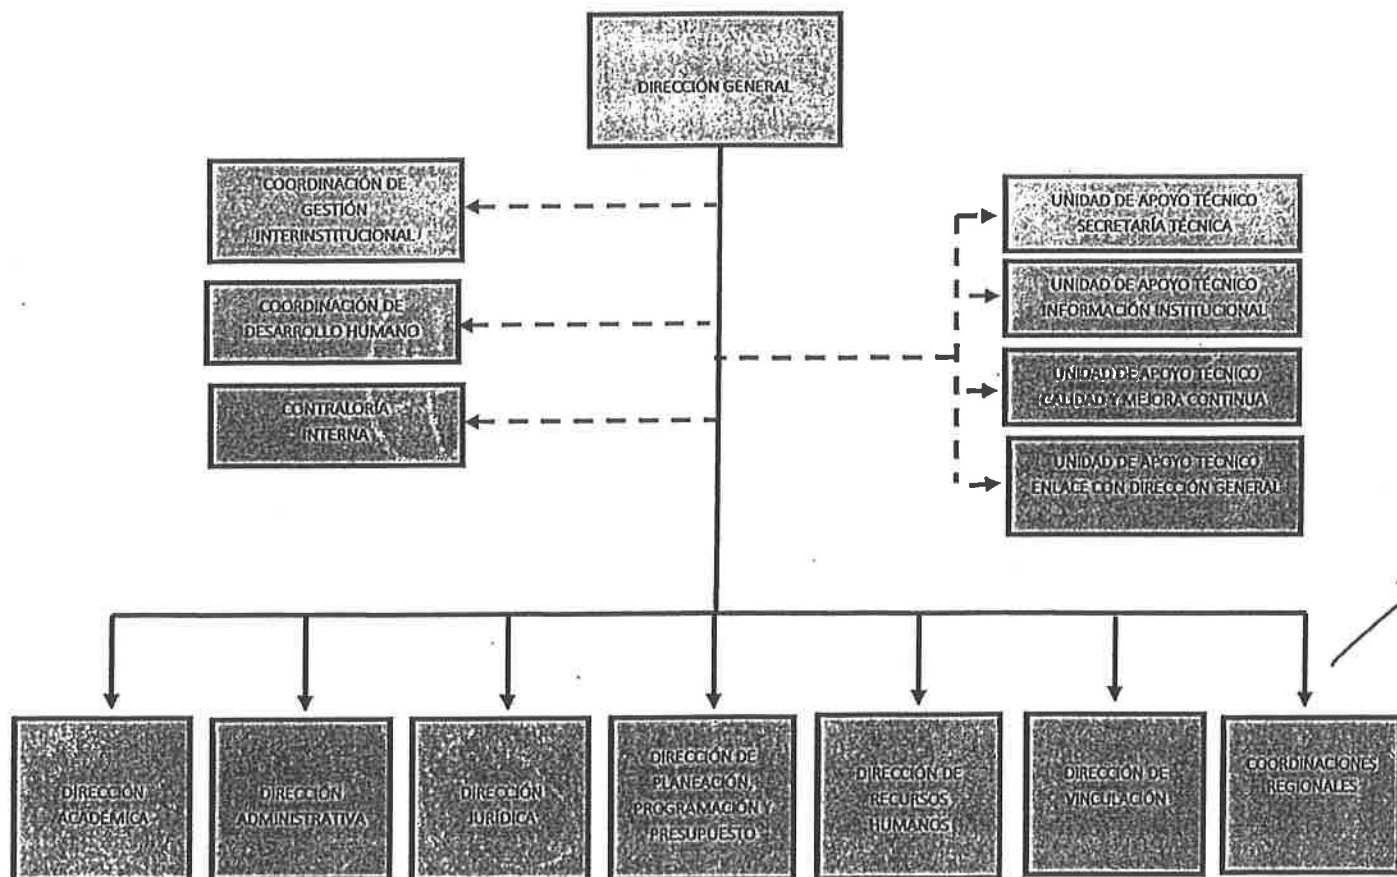 DIRECCIÓN GENERAL
COORDINACIÓN DE
GESTIÓN
INTERINSTITUCIONAL
COORDINACIÓN DE
DESARROLLO HUMANO
CONTRALORÍA
INTERNA
UNIDAD DE APOYO TÉCNICO
SECRETARÍA TÉCNICA
UNIDAD DE APOYO TÉCNICO
INFORMACIÓN INSTITUCIONAL
UNIDAD DE APOYO TÉCNICO
CALIDAD Y MEJORA CONTINUA
UNIDAD DE APOYO TÉCNICO
ENLACE CON DIRECCIÓN GENERAL
DIRECCIÓN
ACADÉMICA
DIRECCIÓN
ADMINISTRATIVA
DIRECCIÓN
JURÍDICA
DIRECCIÓN DE
PLANEACIÓN,
PROGRAMACIÓN Y
PRESUPUESTO
DIRECCIÓN DE
RECURSOS
HUMANOS
DIRECCIÓN DE
VINCULACIÓN
COORDINACIONES
REGIONALES